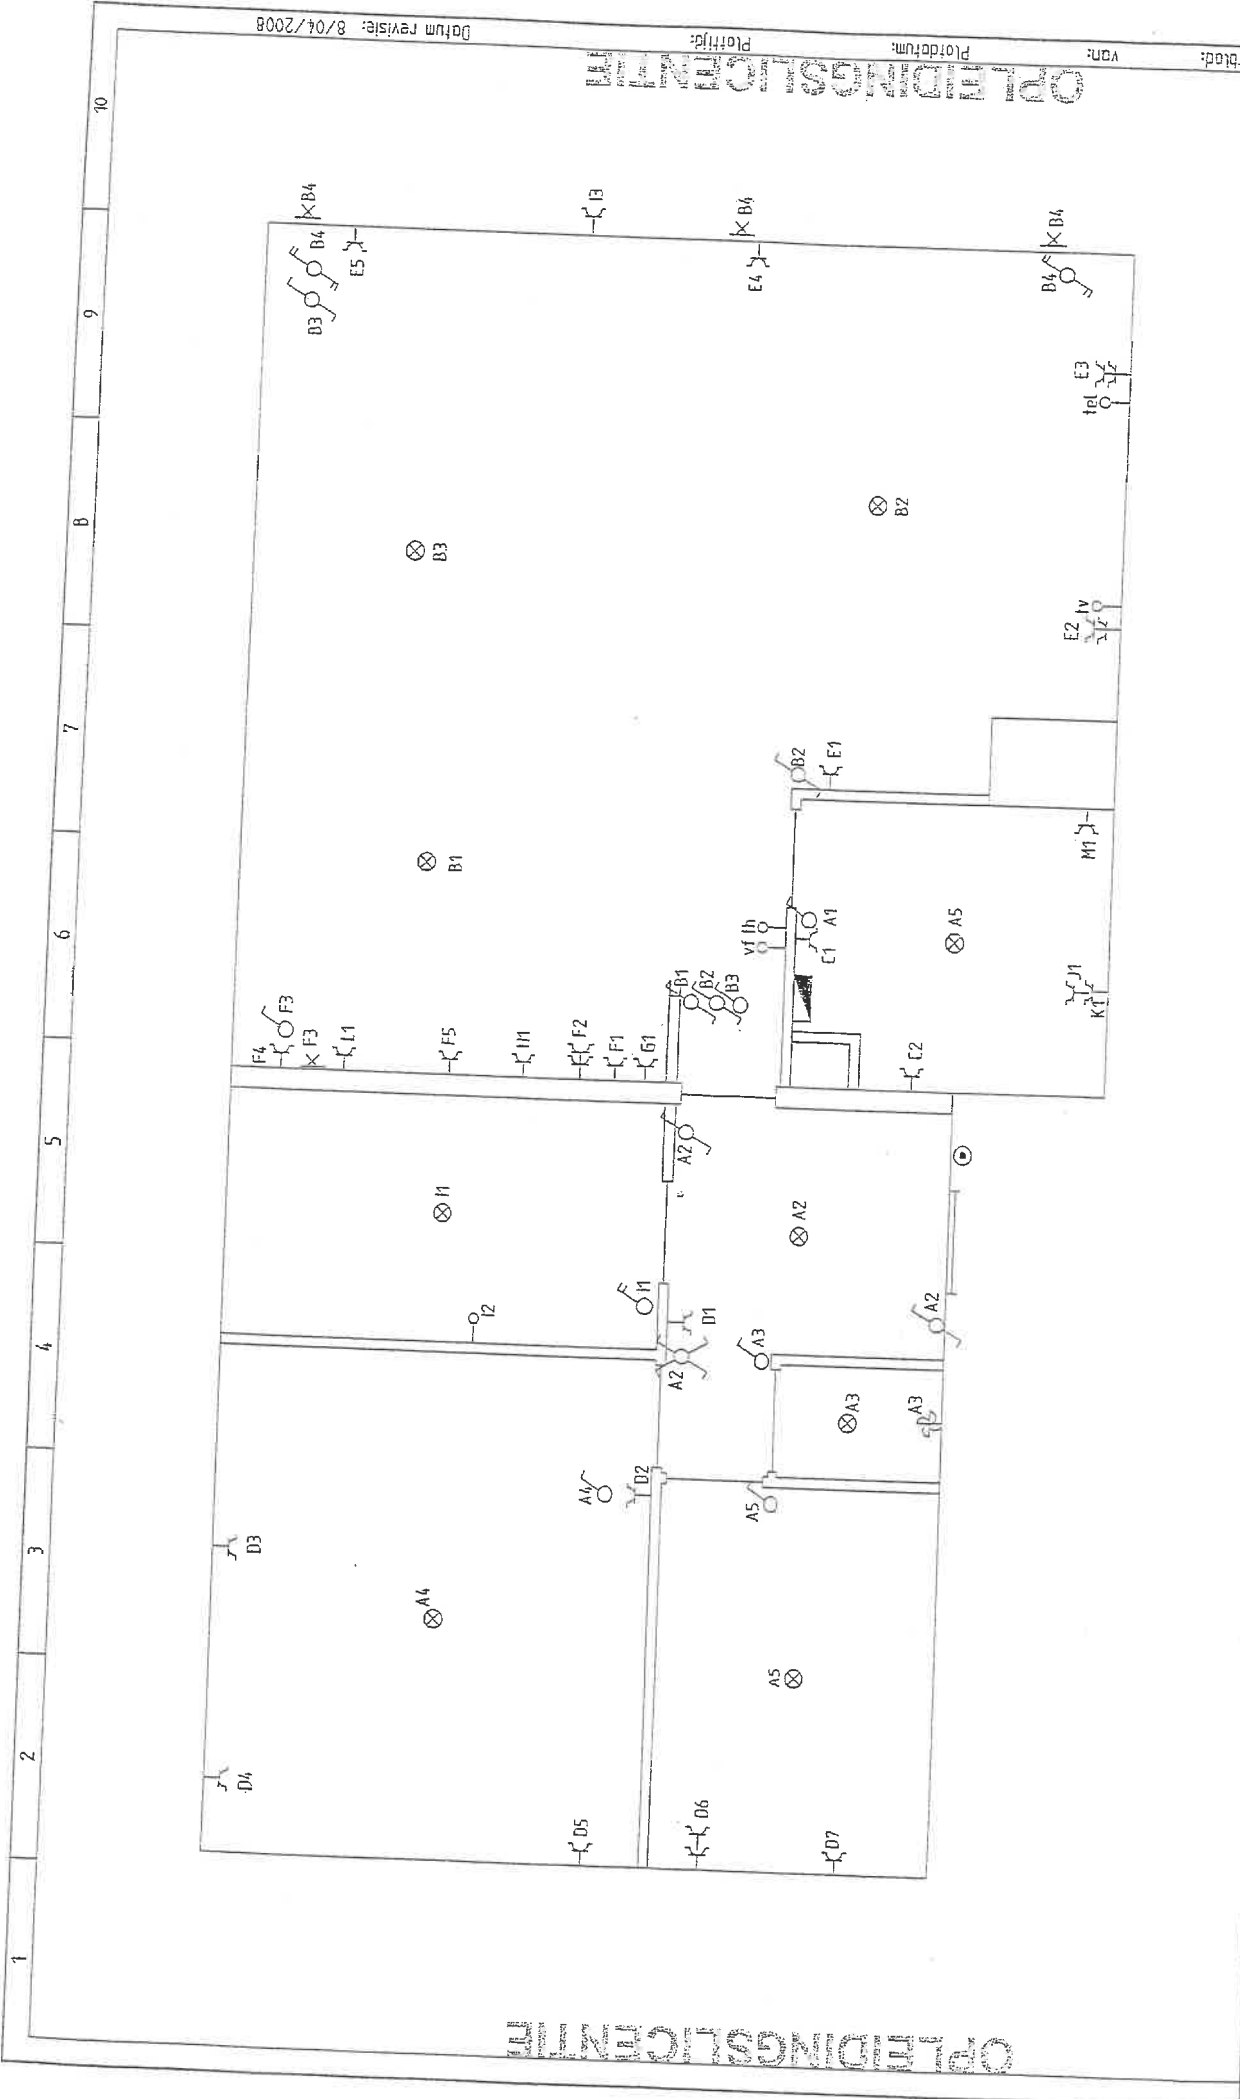 Datum revisie: 8/04/2008
Plottijd:
Plotdatum:
van:
OPLEIDINGSLICENTIE
10
9
8
7
6
5
4
3
2
1
B4
B4
B3
E5
I3
B4
E4
B4
B4
E3
tel
B3
B2
tv
E2
B2
E1
B1
M1
vf th
A1
C1
A5
J1
K1
B1
B2
B3
F3
F4
F3
L1
F5
H1
F2
F1
G1
C2
A2
I1
A2
I2
I1
D1
A2
A3
A2
A3
A3
A4
D2
A5
D3
A4
A5
D4
D5
D6
D7
OPLEIDINGSLICENTIE